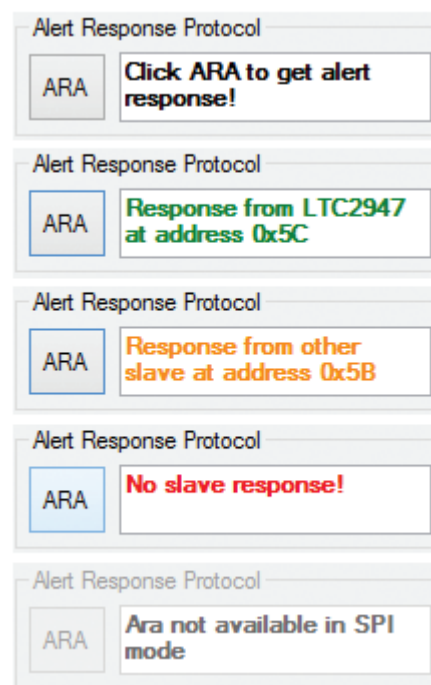 Alert Response Protocol
ARA
Click ARA to get alert
response!
Alert Response Protocol
ARA
Response from LTC2947
at address 0x5C
Alert Response Protocol
ARA
Response from other
slave at address 0x5B
Alert Response Protocol
ARA
No slave response!
Alert Response Protocol
ARA
Ara not available in SPI
mode